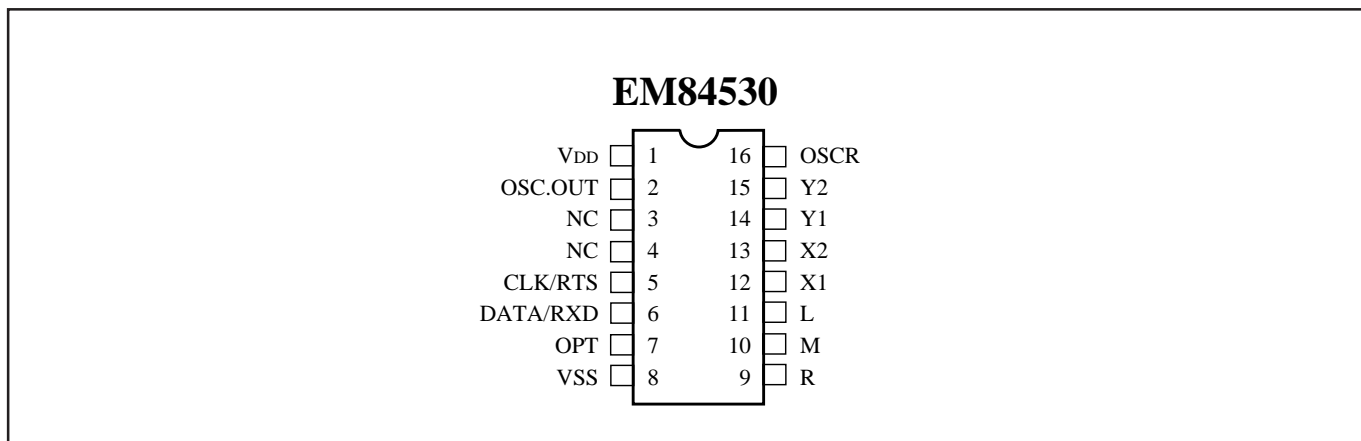 EM84530
VDD 1 16 OSCR
OSC.OUT 2 15 Y2
NC 3 14 Y1
NC 4 13 X2
CLK/RTS 5 12 X1
DATA/RXD 6 11 L
OPT 7 10 M
VSS 8 9 R